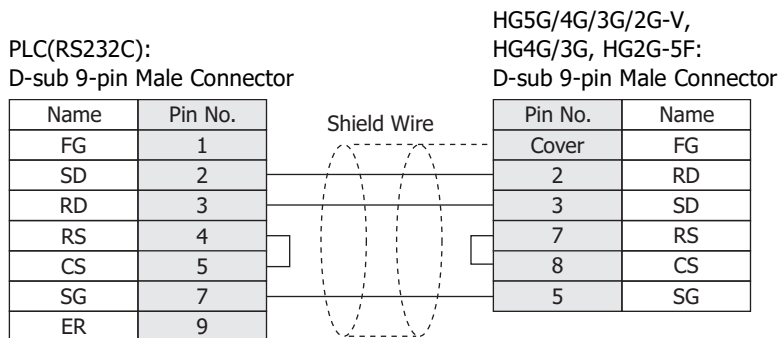 HG5G/4G/3G/2G-V,
PLC(RS232C): HG4G/3G, HG2G-5F:
D-sub 9-pin Male Connector D-sub 9-pin Male Connector
Name Pin No. Shield Wire Pin No. Name
FG 1 Cover FG
SD 2 2 RD
RD 3 3 SD
RS 4 7 RS
CS 5 8 CS
SG 7 5 SG
ER 9